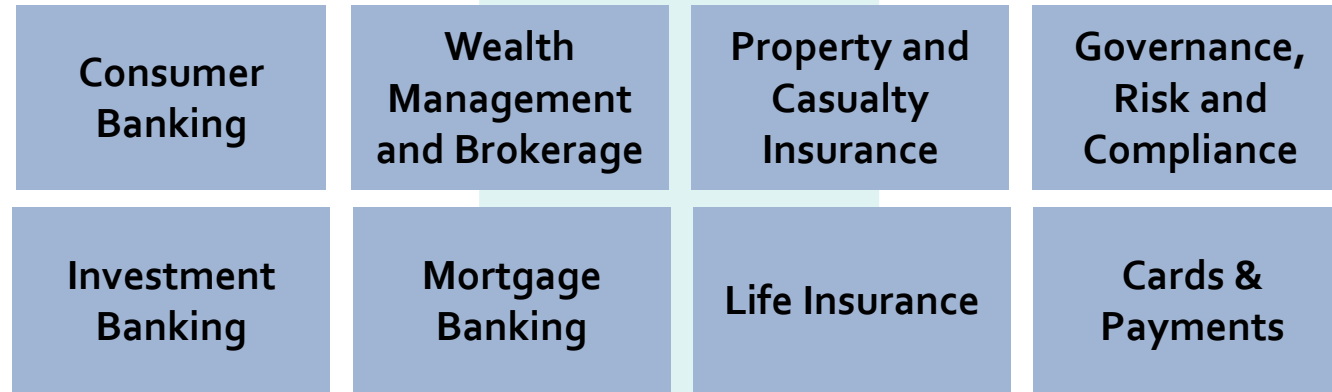 Consumer
Banking
Wealth
Management
and Brokerage
Property and
Casualty
Insurance
Governance,
Risk and
Compliance
Investment
Banking
Mortgage
Banking
Life Insurance
Cards &
Payments